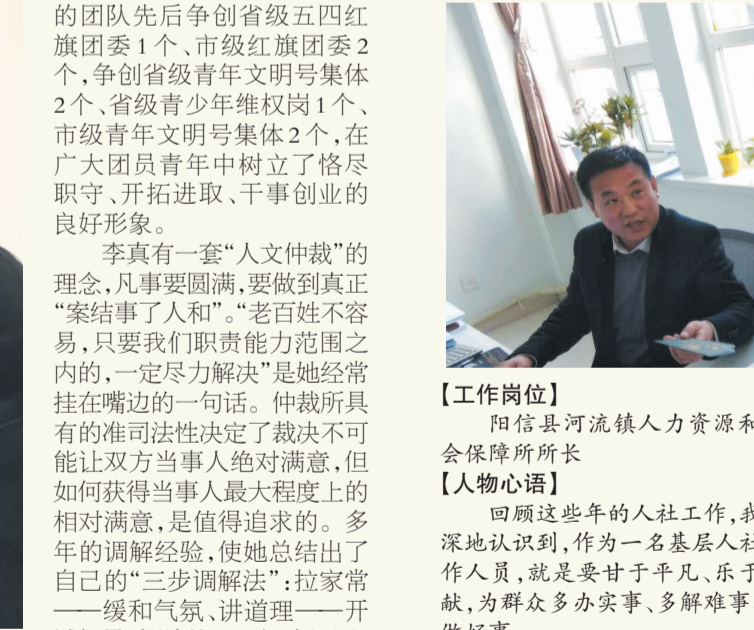 的团队先后争创省级五四红
旗团委1个、市级红旗团委2
个,争创省级青年文明号集体
2个、省级青少年维权岗1个、
市级青年文明号集体2个,在
广大团员青年中树立了恪尽
职守、开拓进取、干事创业的
良好形象。
李真有一套“人文仲裁”的
理念,凡事要圆满,要做到真正
“案结事了人和”。“老百姓不容
易,只要我们职责能力范围之
内的,一定尽力解决”是她经常
挂在嘴边的一句话。仲裁所具
有的准司法性决定了裁决不可
能让双方当事人绝对满意,但
如何获得当事人最大程度上的
相对满意,是值得追求的。多
年的调解经验,使她总结出了
自己的“三步调解法”:拉家常
——缓和气氛、讲道理——开
【工作岗位】
阳信县河流镇人力资源和
会保障所所长
【人物心语】
回顾这些年的人社工作,我
深地认识到,作为一名基层人社
作人员,就是要甘于平凡、乐于
献,为群众多办实事、多解难事